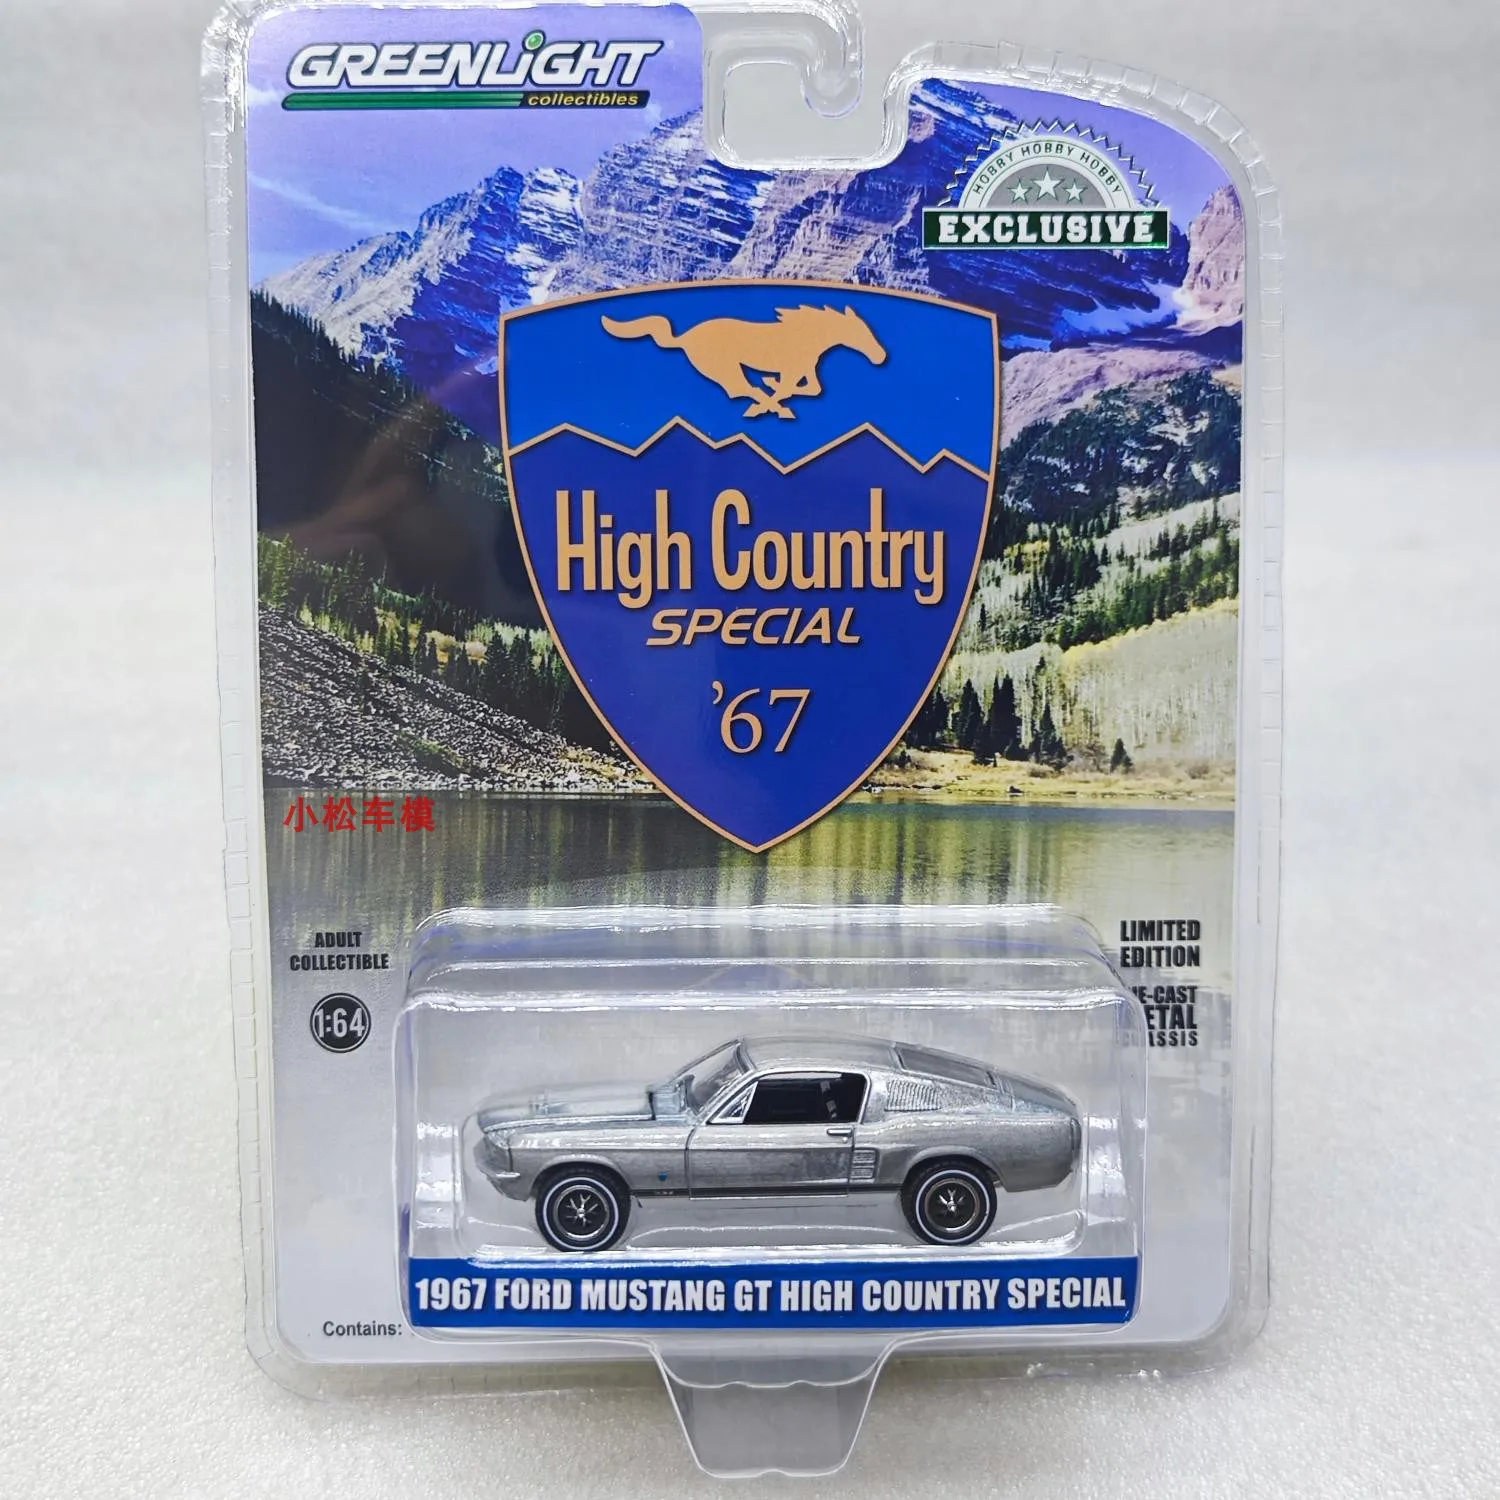 GREENLiGHT
collectibles
HOBBY HOBBY HOBBY
EXCLUSIVE
High Country
SPECIAL
'67
小松车模
ADULT
COLLECTIBLE
1:64
LIMITED
EDITION
1967 FORD MUSTANG GT HIGH COUNTRY SPECIAL
Contains: